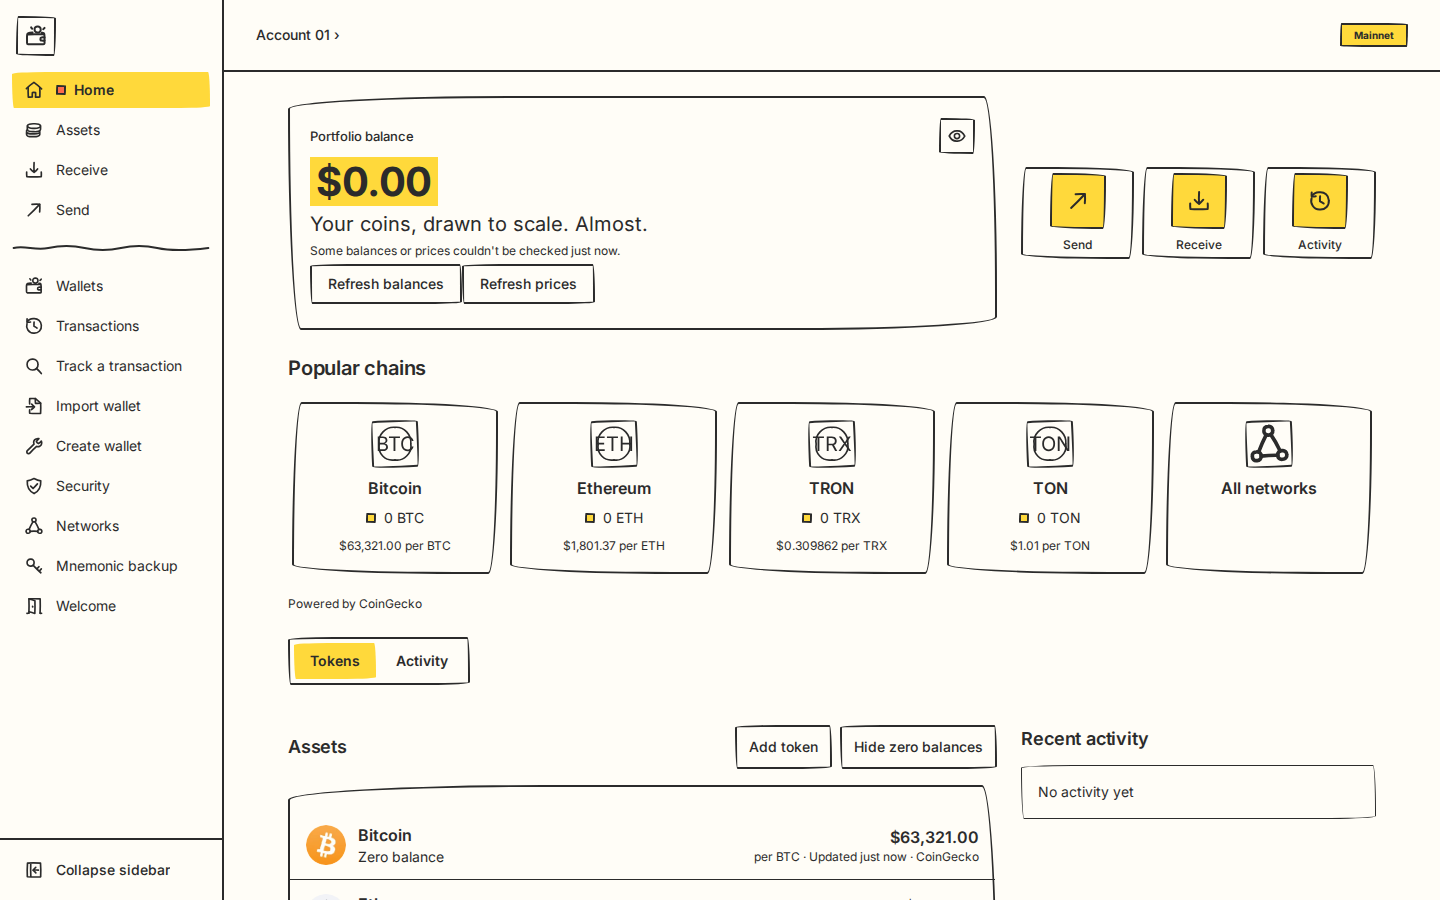 Account 01 ›
Mainnet
Home
Assets
Receive
Send
Wallets
Transactions
Track a transaction
Import wallet
Create wallet
Security
Networks
Mnemonic backup
Welcome
Collapse sidebar
Portfolio balance
$0.00
Your coins, drawn to scale. Almost.
Some balances or prices couldn't be checked just now.
Refresh balances
Refresh prices
Send
Receive
Activity
Popular chains
BTC
Bitcoin
0 BTC
$63,321.00 per BTC
ETH
Ethereum
0 ETH
$1,801.37 per ETH
TRX
TRON
0 TRX
$0.309862 per TRX
TON
TON
0 TON
$1.01 per TON
All networks
Powered by CoinGecko
Tokens
Activity
Assets
Add token
Hide zero balances
Bitcoin
Zero balance
$63,321.00
per BTC · Updated just now · CoinGecko
Recent activity
No activity yet